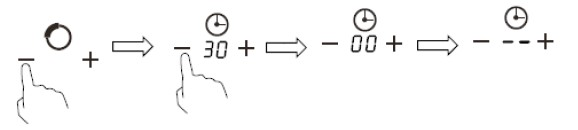 - +
- 30 + - 00 + - -- +